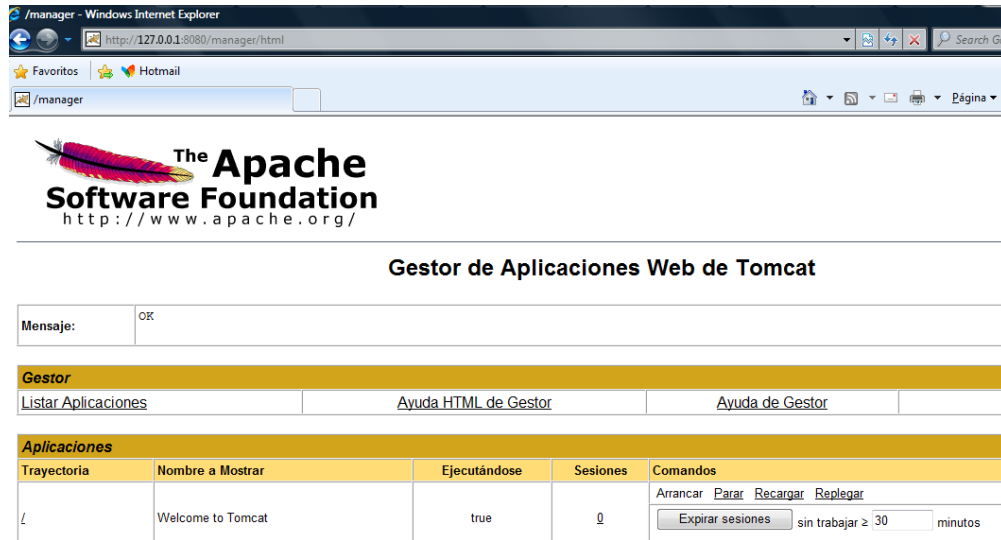 /manager - Windows Internet Explorer
http://127.0.0.1:8080/manager/html
Search G
Favoritos Hotmail
/manager Página
The Apache
Software Foundation
http://www.apache.org/
Gestor de Aplicaciones Web de Tomcat
Mensaje: OK
Gestor
Listar Aplicaciones Ayuda HTML de Gestor Ayuda de Gestor
Aplicaciones
Trayectoria Nombre a Mostrar Ejecutándose Sesiones Comandos
Arrancar Parar Recargar Replegar
/ Welcome to Tomcat true 0
Expirar sesiones sin trabajar ≥ 30 minutos